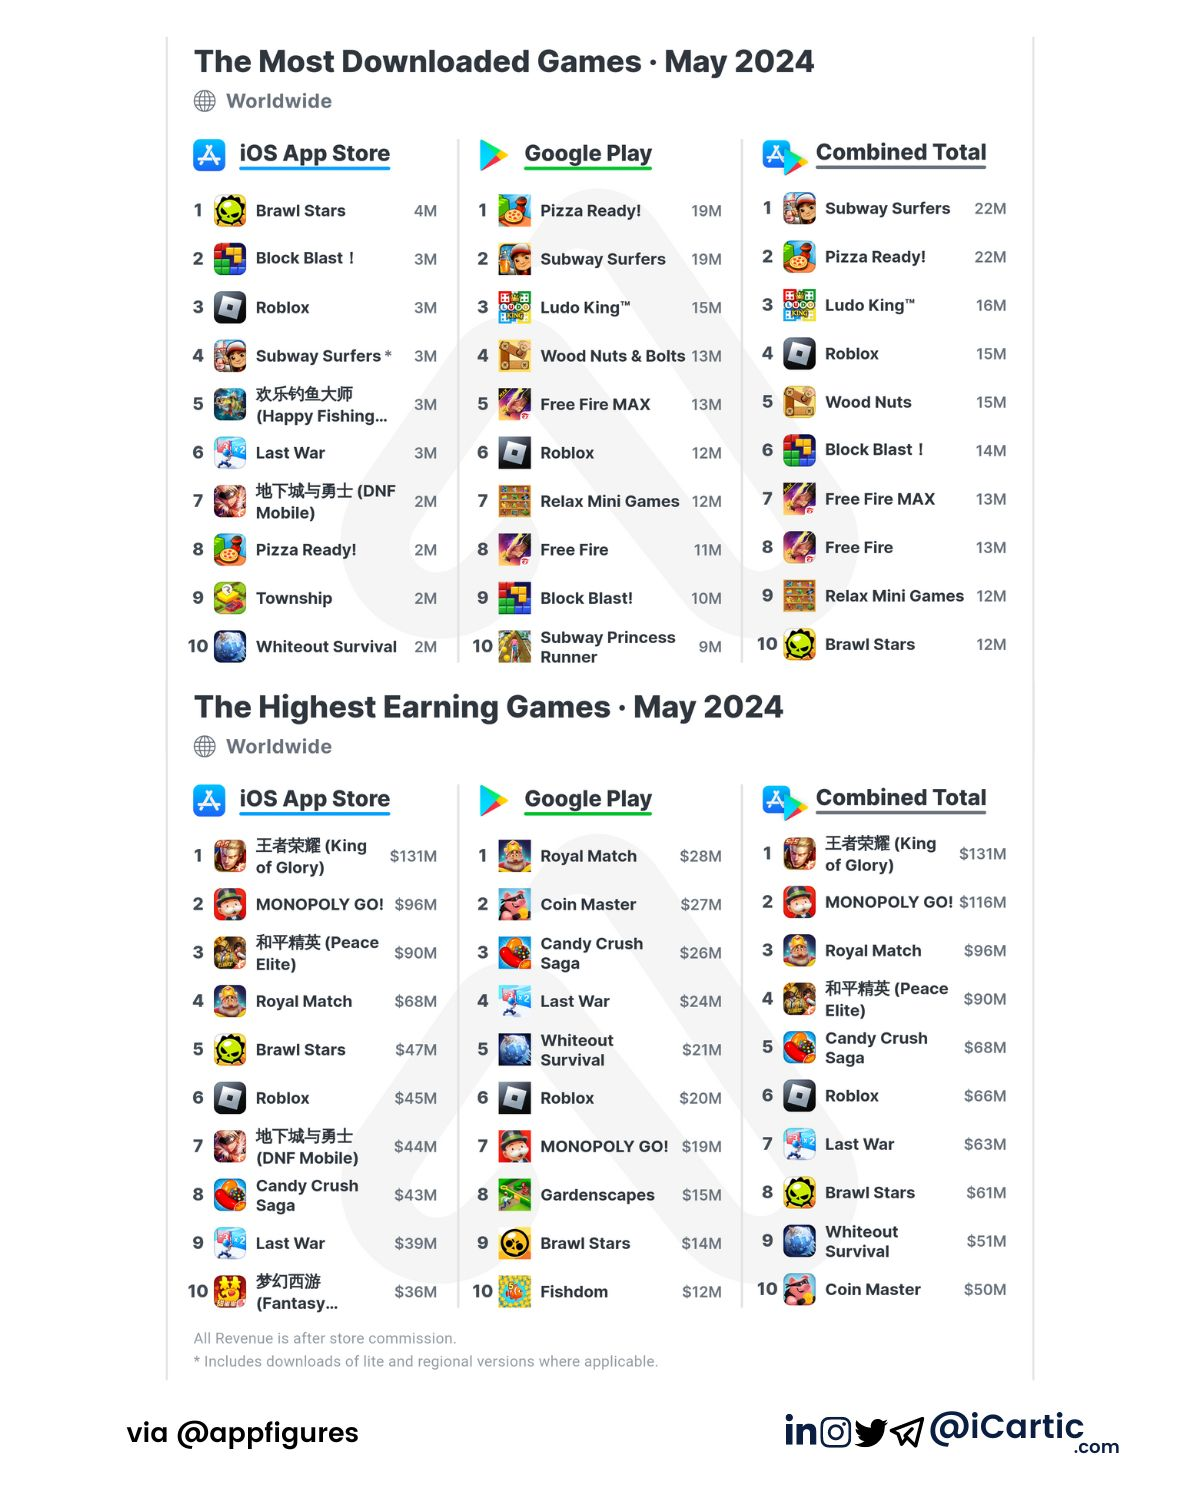 The Most Downloaded Games · May 2024
Worldwide
iOS App Store
1 Brawl Stars 4M
2 Block Blast！ 3M
3 Roblox 3M
4 Subway Surfers * 3M
5 欢乐钓鱼大师
(Happy Fishing... 3M
6 Last War 3M
7 地下城与勇士 (DNF
Mobile) 2M
8 Pizza Ready! 2M
9 Township 2M
10 Whiteout Survival 2M
Google Play
1 Pizza Ready! 19M
2 Subway Surfers 19M
3 Ludo King™ 15M
4 Wood Nuts & Bolts 13M
5 Free Fire MAX 13M
6 Roblox 12M
7 Relax Mini Games 12M
8 Free Fire 11M
9 Block Blast! 10M
10 Subway Princess
Runner 9M
Combined Total
1 Subway Surfers 22M
2 Pizza Ready! 22M
3 Ludo King™ 16M
4 Roblox 15M
5 Wood Nuts 15M
6 Block Blast！ 14M
7 Free Fire MAX 13M
8 Free Fire 13M
9 Relax Mini Games 12M
10 Brawl Stars 12M
The Highest Earning Games · May 2024
Worldwide
iOS App Store
1 王者荣耀 (King
of Glory) $131M
2 MONOPOLY GO! $96M
3 和平精英 (Peace
Elite) $90M
4 Royal Match $68M
5 Brawl Stars $47M
6 Roblox $45M
7 地下城与勇士
(DNF Mobile) $44M
8 Candy Crush
Saga $43M
9 Last War $39M
10 梦幻西游
(Fantasy... $36M
Google Play
1 Royal Match $28M
2 Coin Master $27M
3 Candy Crush
Saga $26M
4 Last War $24M
5 Whiteout
Survival $21M
6 Roblox $20M
7 MONOPOLY GO! $19M
8 Gardenscapes $15M
9 Brawl Stars $14M
10 Fishdom $12M
Combined Total
1 王者荣耀 (King
of Glory) $131M
2 MONOPOLY GO! $116M
3 Royal Match $96M
4 和平精英 (Peace
Elite) $90M
5 Candy Crush
Saga $68M
6 Roblox $66M
7 Last War $63M
8 Brawl Stars $61M
9 Whiteout
Survival $51M
10 Coin Master $50M
All Revenue is after store commission.
* Includes downloads of lite and regional versions where applicable.
via @appfigures
in @iCartic
.com